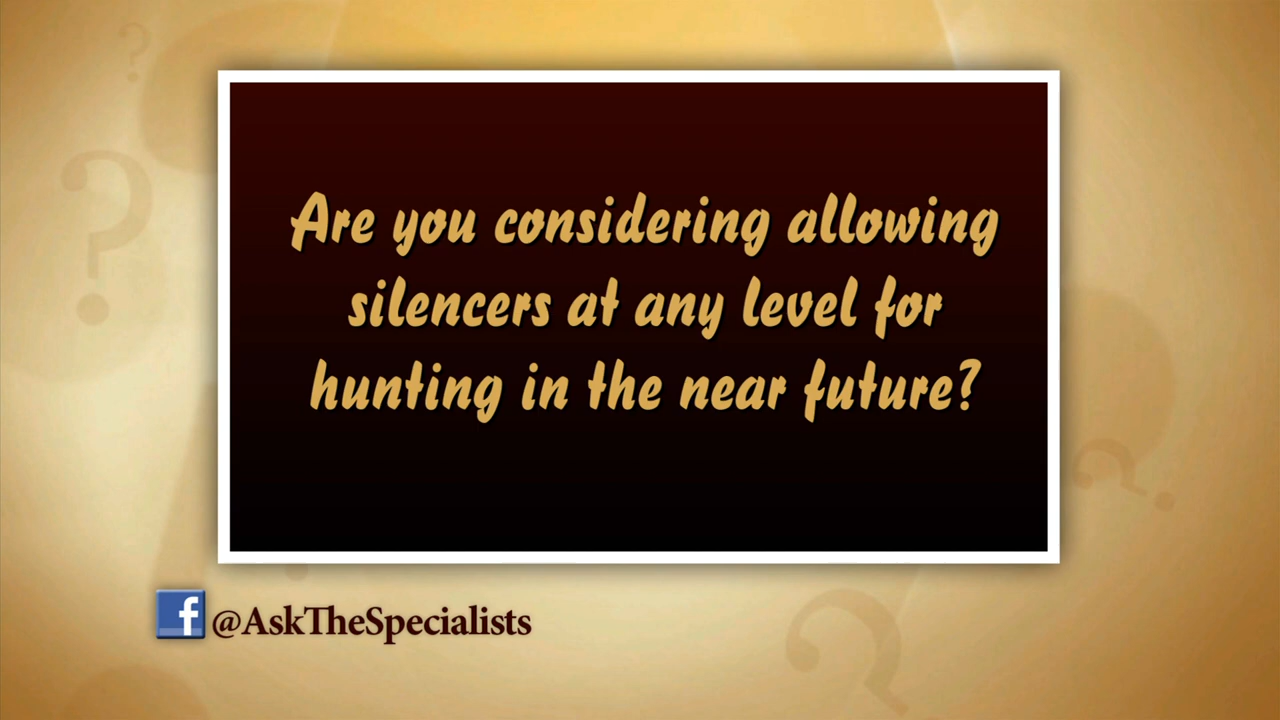 Are you considering allowing
silencers at any level for
hunting in the near future?
f @AskTheSpecialists